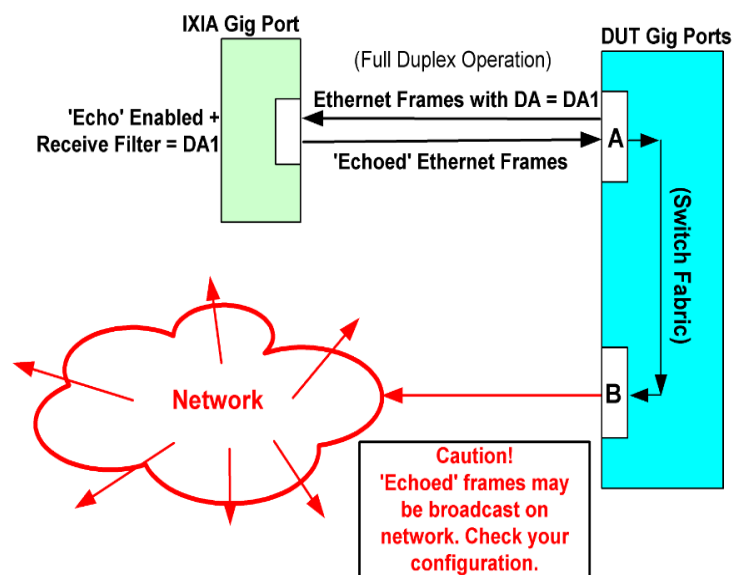 IXIA Gig Port
DUT Gig Ports
(Full Duplex Operation)
Ethernet Frames with DA = DA1
'Echo' Enabled +
Receive Filter = DA1
'Echoed' Ethernet Frames
A
(Switch Fabric)
B
Network
Caution!
'Echoed' frames may
be broadcast on
network. Check your
configuration.